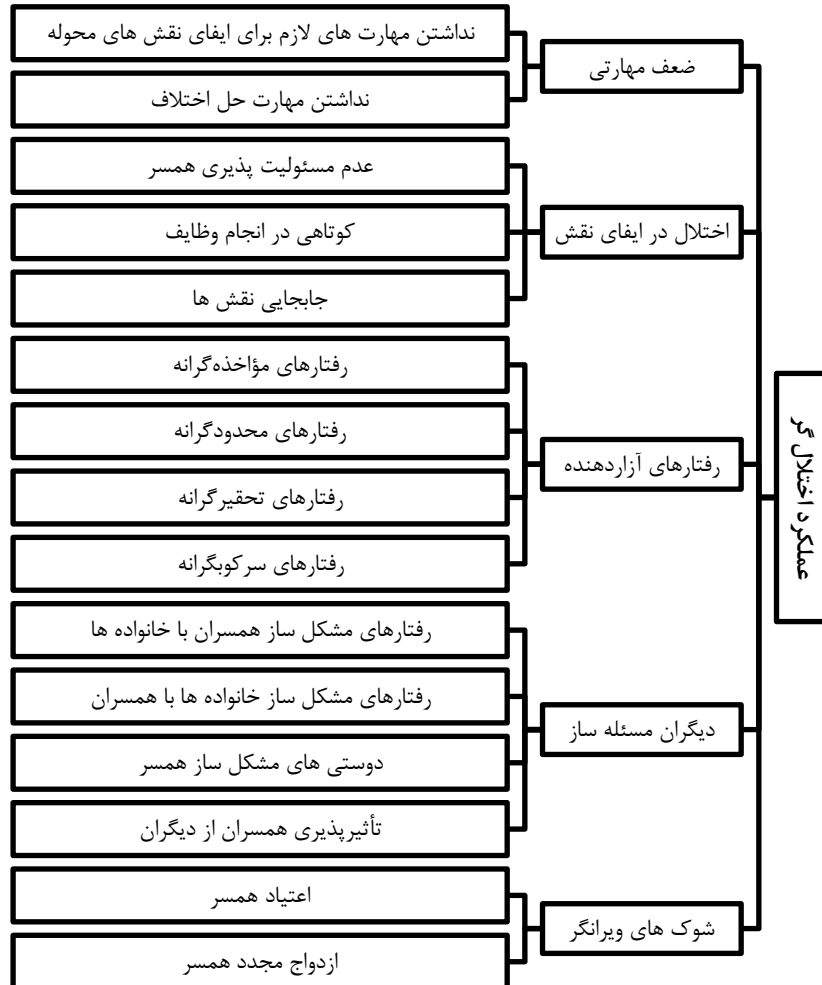 عملکرد اختلال گر
ضعف مهارتی
نداشتن مهارت های لازم برای ایفای نقش های محوله
نداشتن مهارت حل اختلاف
اختلال در ایفای نقش
عدم مسئولیت پذیری همسر
کوتاهی در انجام وظایف
جابجایی نقش ها
رفتارهای آزاردهنده
رفتارهای مؤاخذه‌گرانه
رفتارهای محدودگرانه
رفتارهای تحقیرگرانه
رفتارهای سرکوبگرانه
دیگران مسئله ساز
رفتارهای مشکل ساز همسران با خانواده ها
رفتارهای مشکل ساز خانواده ها با همسران
دوستی های مشکل ساز همسر
تأثیرپذیری همسران از دیگران
شوک های ویرانگر
اعتیاد همسر
ازدواج مجدد همسر